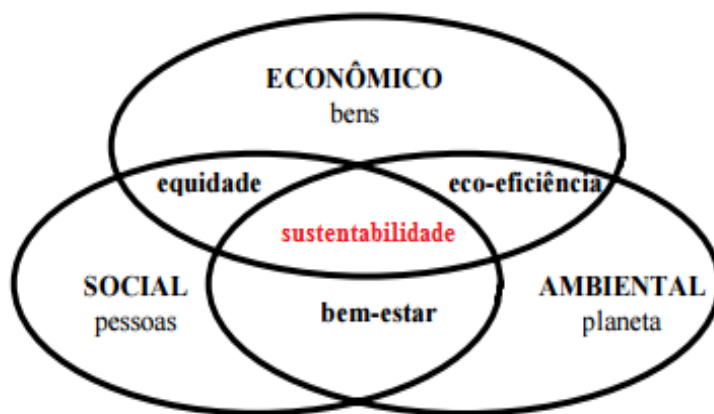 ECONÔMICO
bens
equidade
eco-eficiência
sustentabilidade
SOCIAL
pessoas
bem-estar
AMBIENTAL
planeta